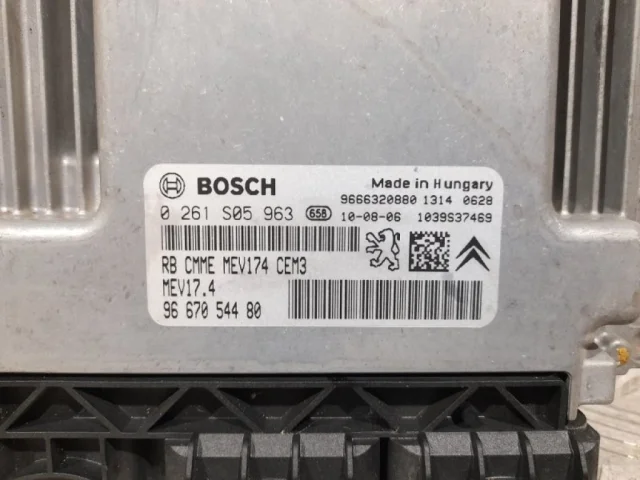 BOSCH
Made in Hungary
9666320880 1314 0628
0 261 S05 963 658 10-08-06 1039S37469
RB CMME MEV174 CEM3
MEV17.4
96 670 544 80